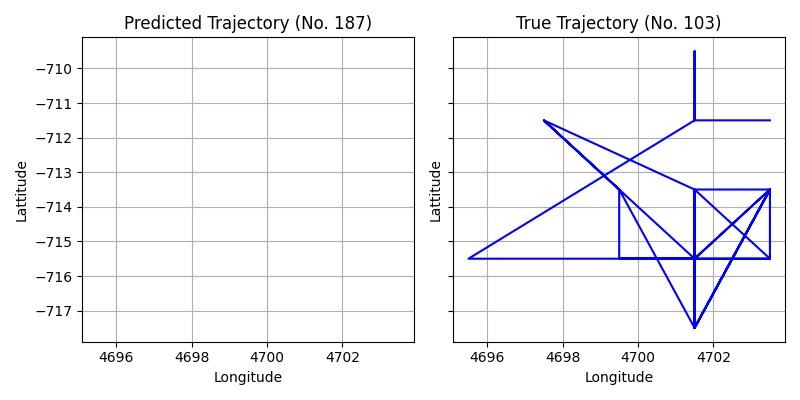 Predicted Trajectory (No. 187)
−710
−711
−712
−713
−714
−715
−716
−717
Lattitude
4696 4698 4700 4702
Longitude
True Trajectory (No. 103)
Lattitude
4696 4698 4700 4702
Longitude